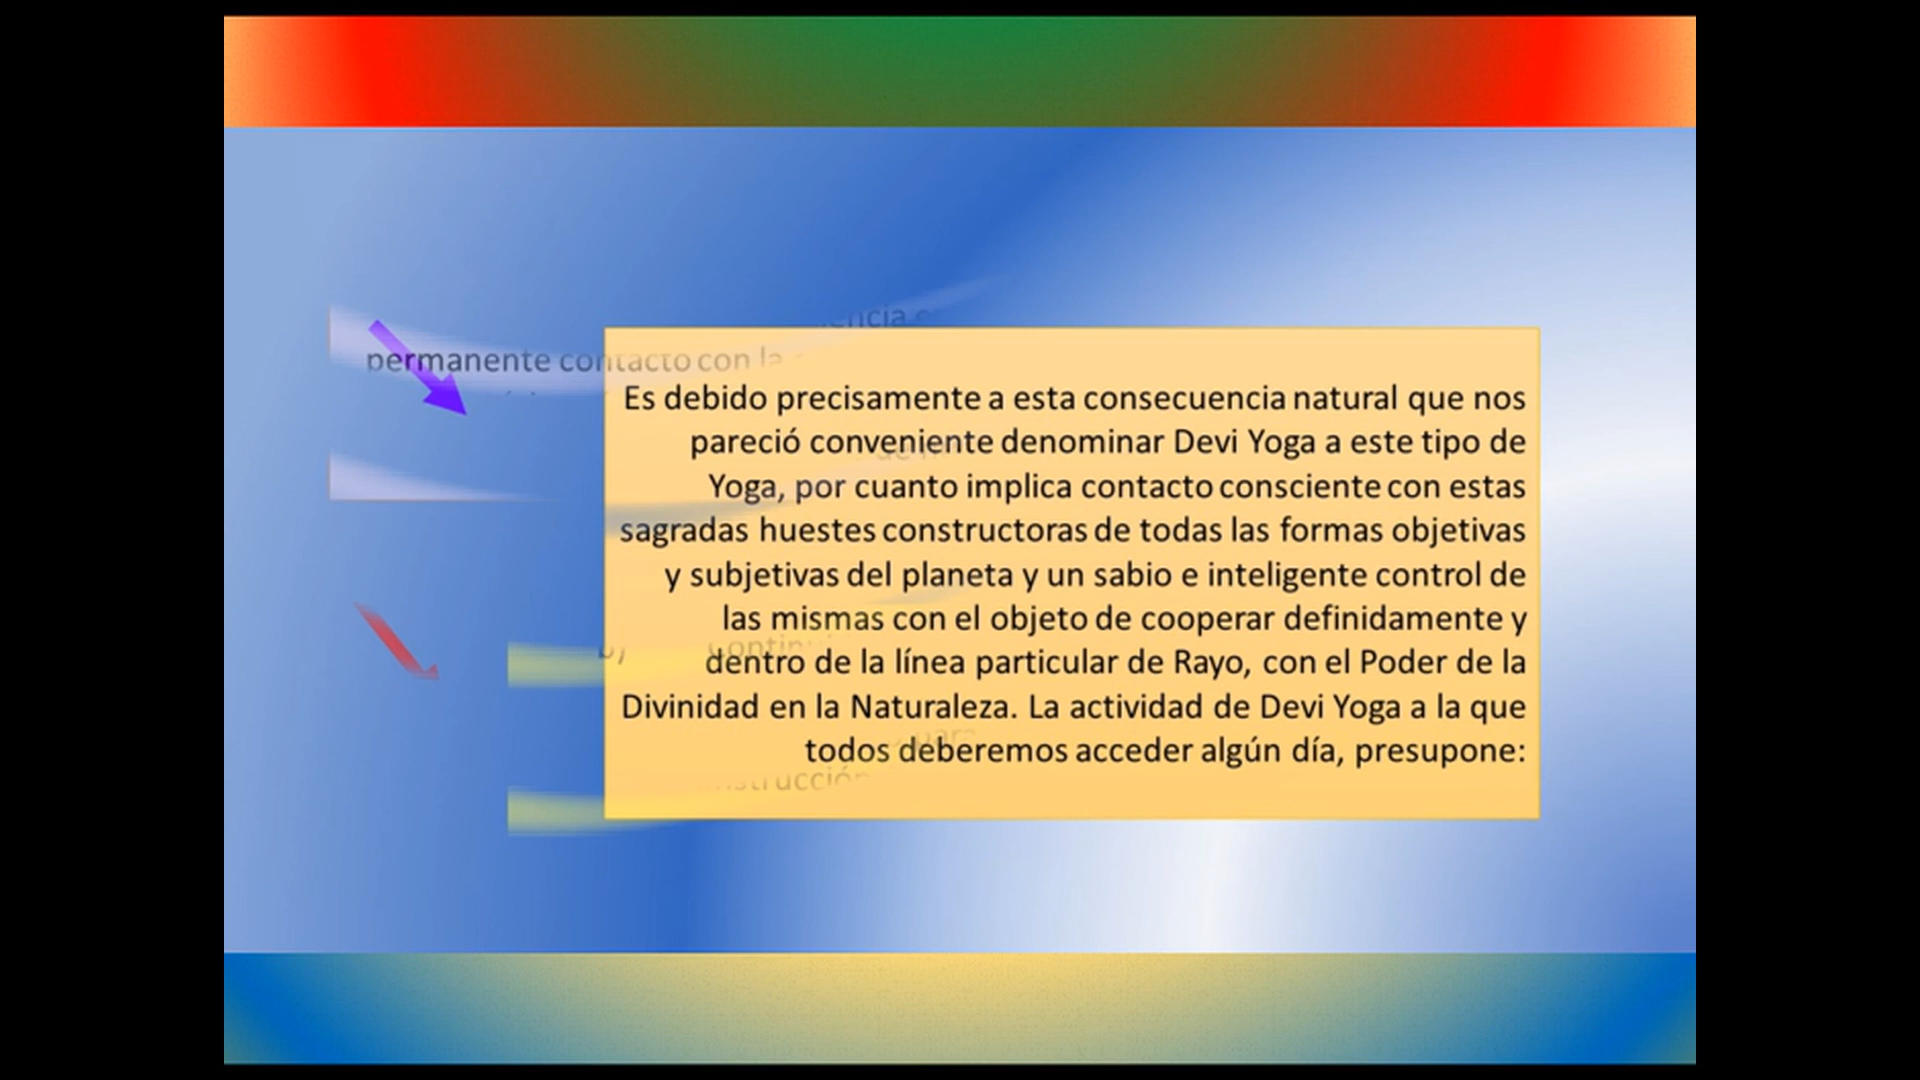 permanente contacto con la
Es debido precisamente a esta consecuencia natural que nos
pareció conveniente denominar Devi Yoga a este tipo de
Yoga, por cuanto implica contacto consciente con estas
sagradas huestes constructoras de todas las formas objetivas
y subjetivas del planeta y un sabio e inteligente control de
las mismas con el objeto de cooperar definidamente y
dentro de la línea particular de Rayo, con el Poder de la
Divinidad en la Naturaleza. La actividad de Devi Yoga a la que
todos deberemos acceder algún día, presupone: